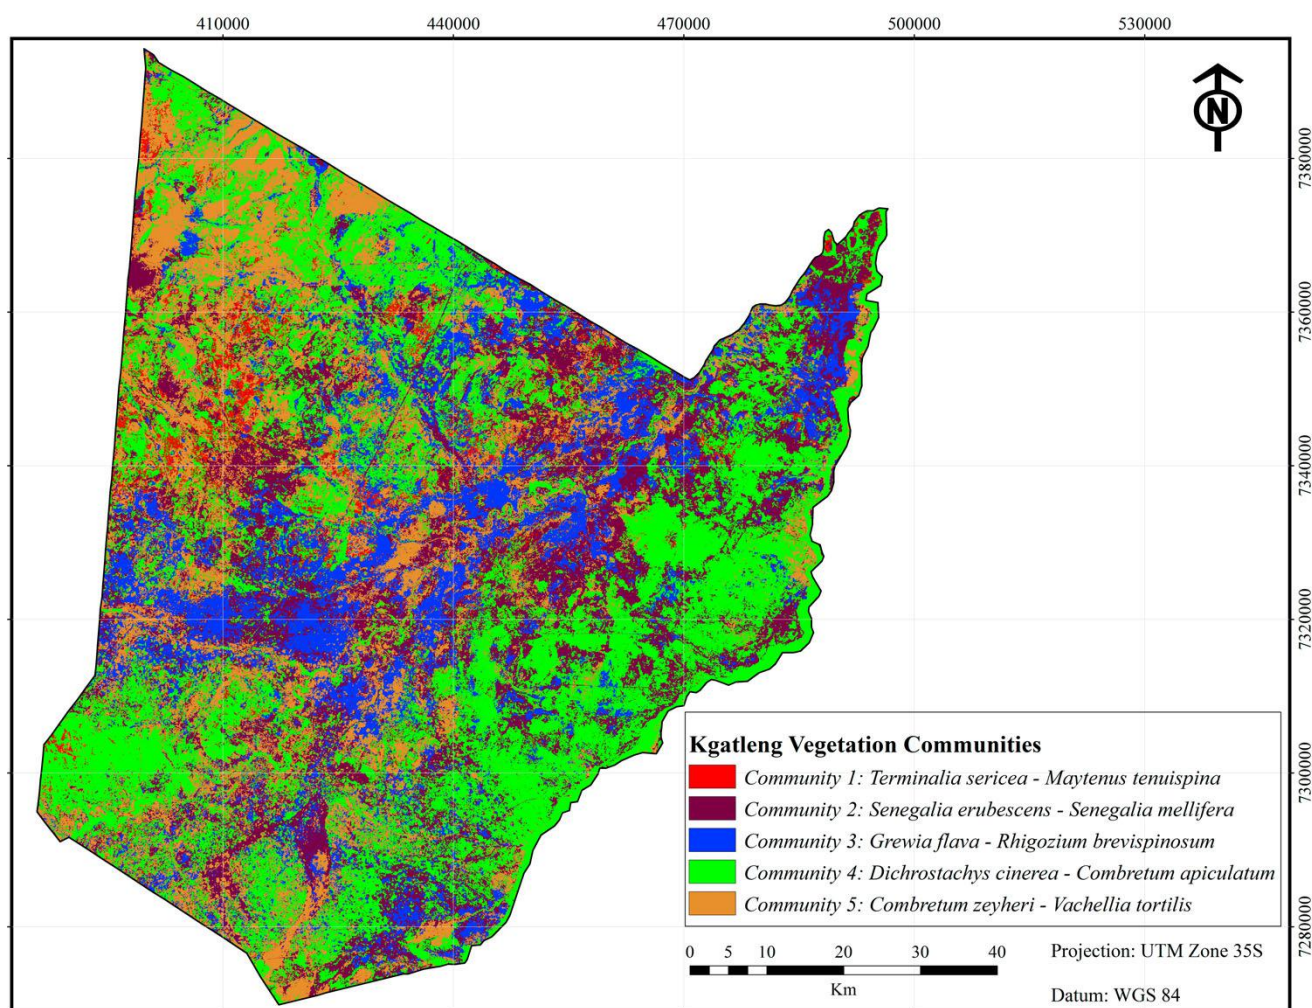 410000 440000 470000 500000 530000
N
7380000
7360000
7340000
7320000
7300000
7280000
Kgatleng Vegetation Communities
Community 1: Terminalia sericea - Maytenus tenuispina
Community 2: Senegalia erubescens - Senegalia mellifera
Community 3: Grewia flava - Rhigozium brevispinosum
Community 4: Dichrostachys cinerea - Combretum apiculatum
Community 5: Combretum zeyheri - Vachellia tortilis
0 5 10 20 30 40
Km
Projection: UTM Zone 35S
Datum: WGS 84